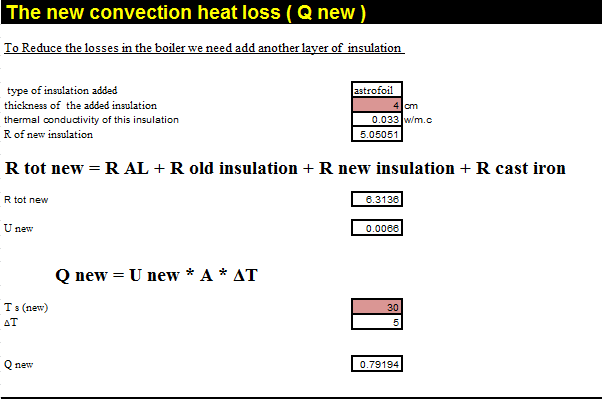 The new convection heat loss ( Q new )
To Reduce the losses in the boiler we need add another layer of insulation
type of insulation added astrofoil
thickness of the added insulation 4 cm
thermal conductivity of this insulation 0.033 w/m.c
R of new insulation 5.05051
R tot new = R AL + R old insulation + R new insulation + R cast iron
R tot new 6.3136
U new 0.0066
Q new = U new * A * ΔT
T s (new) 30
ΔT 5
Q new 0.79194